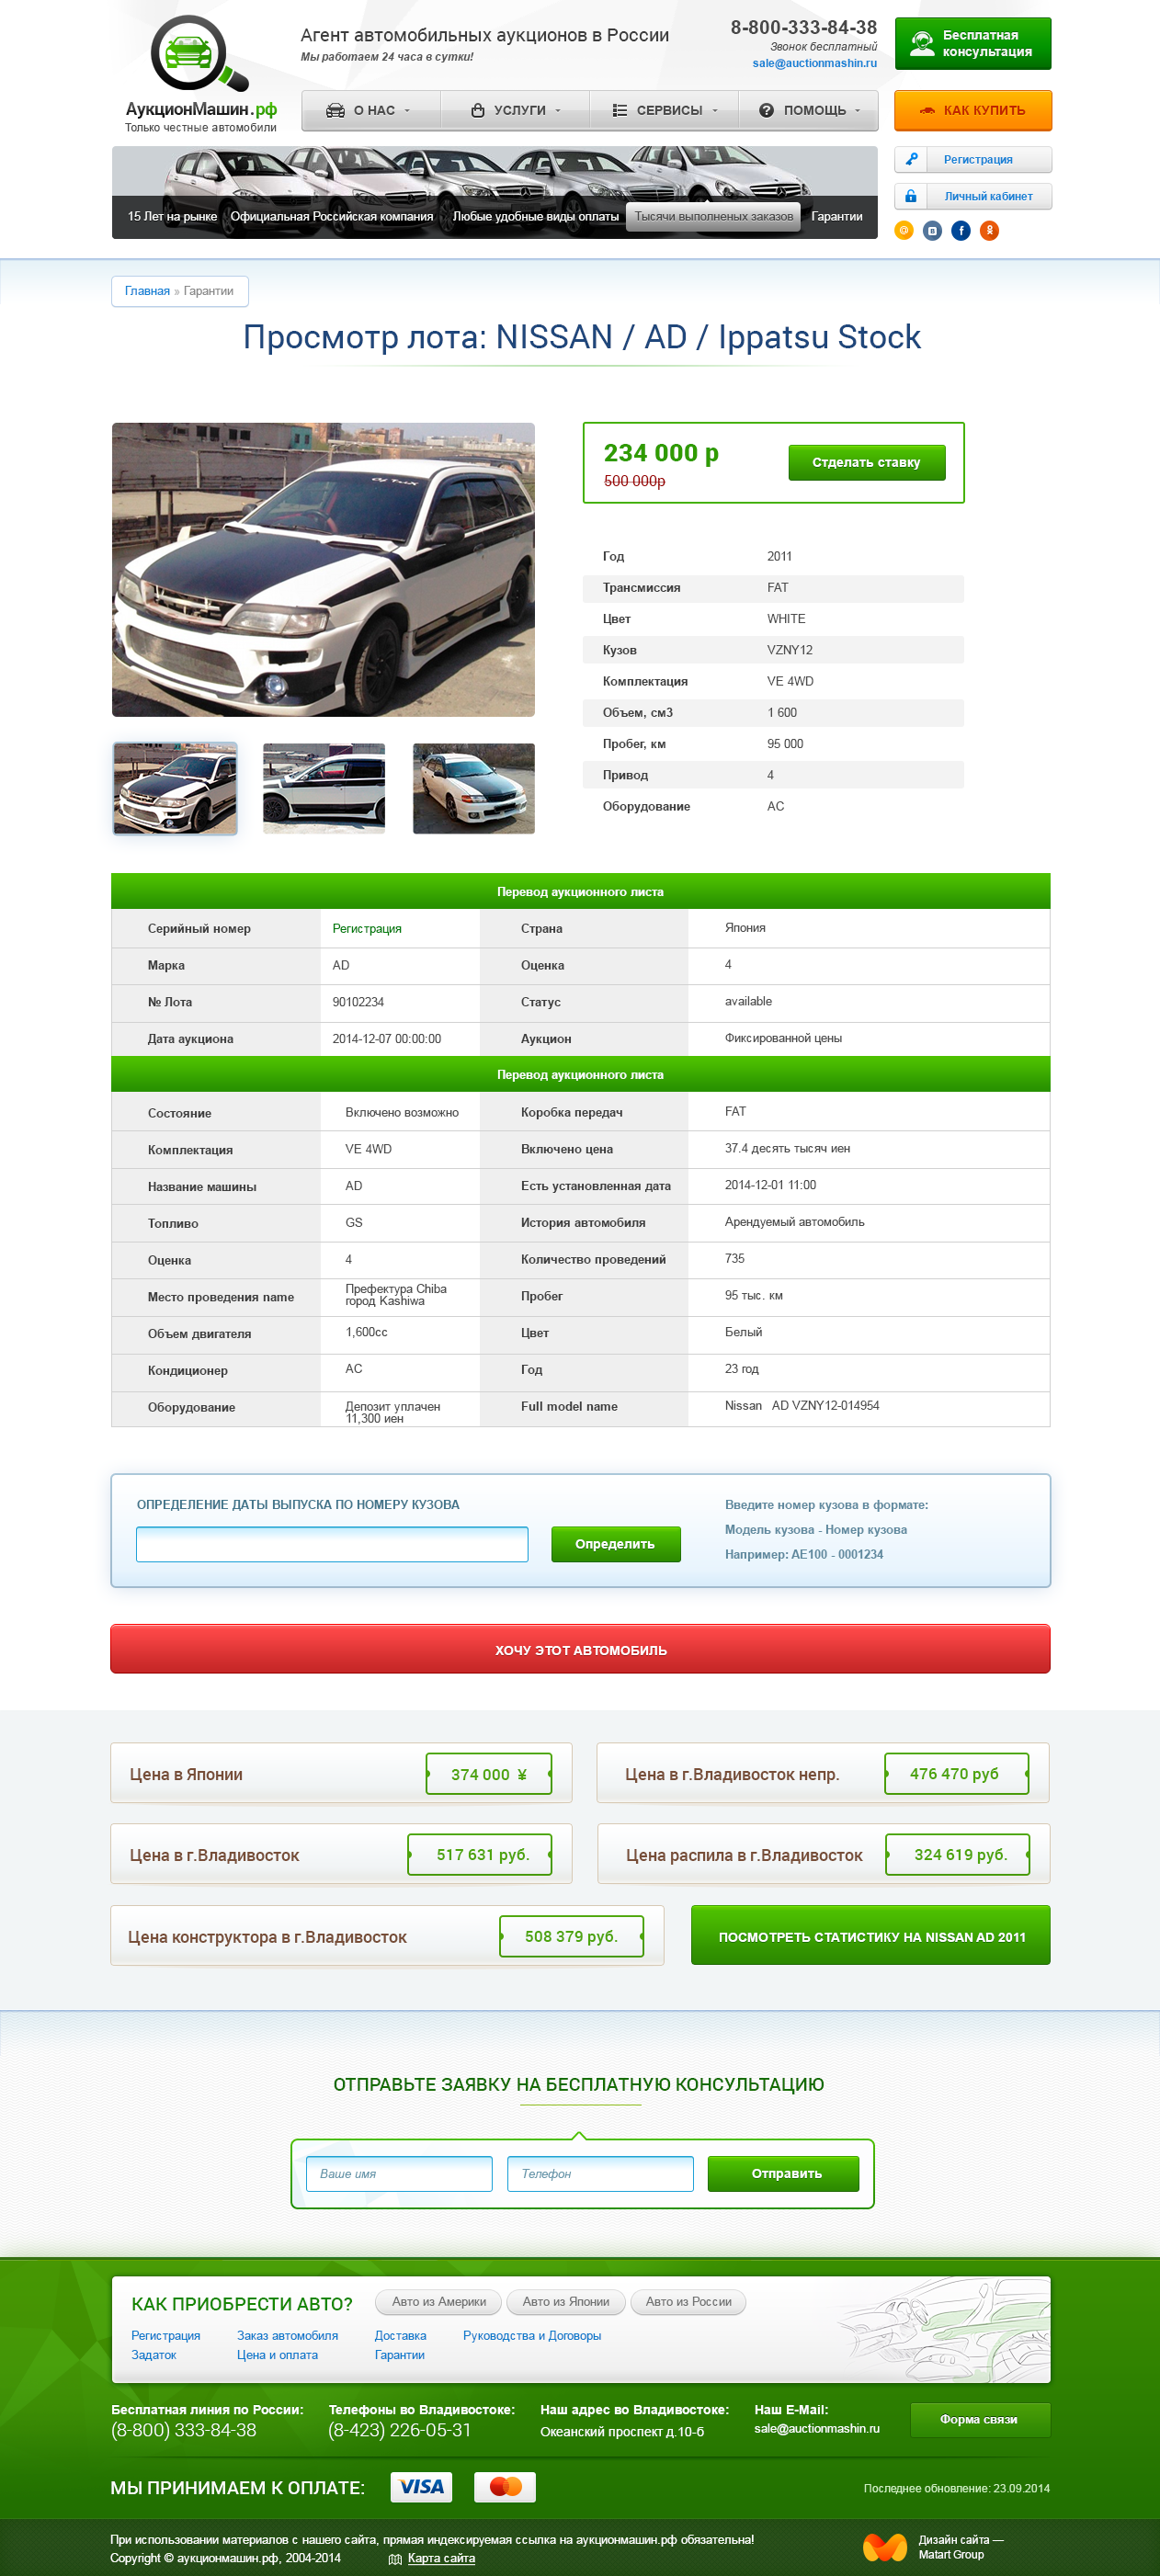 Агент автомобильных аукционов в России
Мы работаем 24 часа в сутки!
8-800-333-84-38
Звонок бесплатный
sale@auctionmashin.ru
Бесплатная
консультация
АукционМашин.рф
Только честные автомобили
О НАС
УСЛУГИ
СЕРВИСЫ
ПОМОЩЬ
КАК КУПИТЬ
Регистрация
Личный кабинет
15 Лет на рынке
Официальная Российская компания
Любые удобные виды оплаты
Тысячи выполненых заказов
Гарантии
Главная » Гарантии
Просмотр лота: NISSAN / AD / Ippatsu Stock
234 000 р
500 000р
Стделать ставку
Год 2011
Трансмиссия FAT
Цвет WHITE
Кузов VZNY12
Комплектация VE 4WD
Объем, см3 1 600
Пробег, км 95 000
Привод 4
Оборудование AC
Перевод аукционного листа
Серийный номер Регистрация Страна Япония
Марка AD Оценка 4
№ Лота 90102234 Статус available
Дата аукциона 2014-12-07 00:00:00 Аукцион Фиксированной цены
Перевод аукционного листа
Состояние Включено возможно Коробка передач FAT
Комплектация VE 4WD Включено цена 37.4 десять тысяч иен
Название машины AD Есть установленная дата 2014-12-01 11:00
Топливо GS История автомобиля Арендуемый автомобиль
Оценка 4 Количество проведений 735
Место проведения name Префектура Chiba
город Kashiwa
Пробег 95 тыс. км
Объем двигателя 1,600cc Цвет Белый
Кондиционер AC Год 23 год
Оборудование Депозит уплачен
11,300 иен
Full model name Nissan AD VZNY12-014954
ОПРЕДЕЛЕНИЕ ДАТЫ ВЫПУСКА ПО НОМЕРУ КУЗОВА
Определить
Введите номер кузова в формате:
Модель кузова - Номер кузова
Например: AE100 - 0001234
ХОЧУ ЭТОТ АВТОМОБИЛЬ
Цена в Японии 374 000 ¥
Цена в г.Владивосток непр. 476 470 руб
Цена в г.Владивосток 517 631 руб.
Цена распила в г.Владивосток 324 619 руб.
Цена конструктора в г.Владивосток 508 379 руб.
ПОСМОТРЕТЬ СТАТИСТИКУ НА NISSAN AD 2011
ОТПРАВЬТЕ ЗАЯВКУ НА БЕСПЛАТНУЮ КОНСУЛЬТАЦИЮ
Ваше имя
Телефон
Отправить
КАК ПРИОБРЕСТИ АВТО?
Авто из Америки
Авто из Японии
Авто из России
Регистрация Заказ автомобиля Доставка Руководства и Договоры
Задаток Цена и оплата Гарантии
Бесплатная линия по России:
(8-800) 333-84-38
Телефоны во Владивостоке:
(8-423) 226-05-31
Наш адрес во Владивостоке:
Океанский проспект д.10-б
Наш E-Mail:
sale@auctionmashin.ru
Форма связи
МЫ ПРИНИМАЕМ К ОПЛАТЕ:
VISA
Последнее обновление: 23.09.2014
При использовании материалов с нашего сайта, прямая индексируемая ссылка на аукционмашин.рф обязательна!
Copyright © аукционмашин.рф, 2004-2014
Карта сайта
Дизайн сайта —
Matart Group